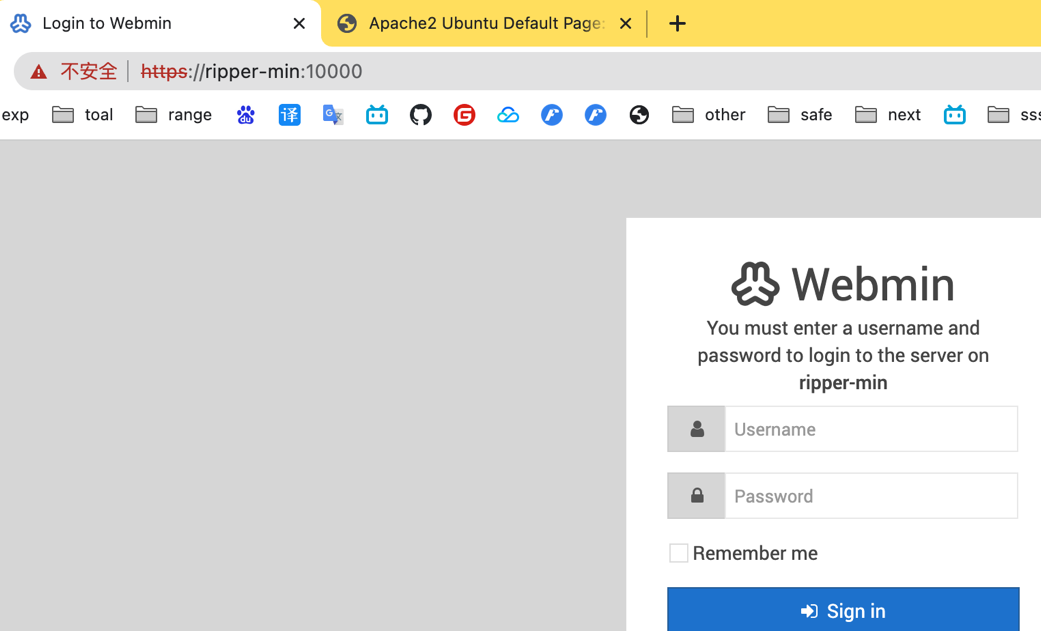 Login to Webmin
Apache2 Ubuntu Default Page:
不安全 https://ripper-min:10000
exp toal range 译 G other safe next
Webmin
You must enter a username and
password to login to the server on
ripper-min
Username
Password
Remember me
Sign in